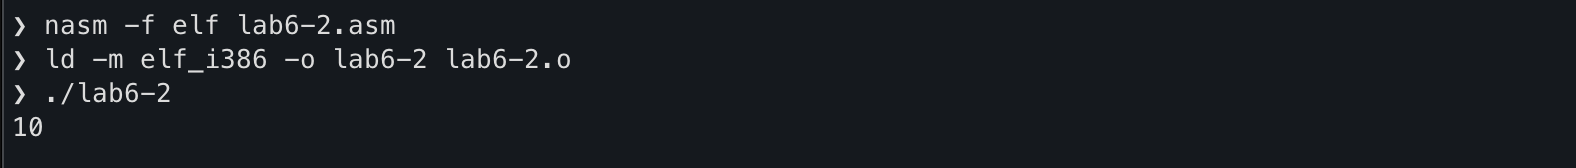 ❯ nasm -f elf lab6-2.asm
❯ ld -m elf_i386 -o lab6-2 lab6-2.o
❯ ./lab6-2
10